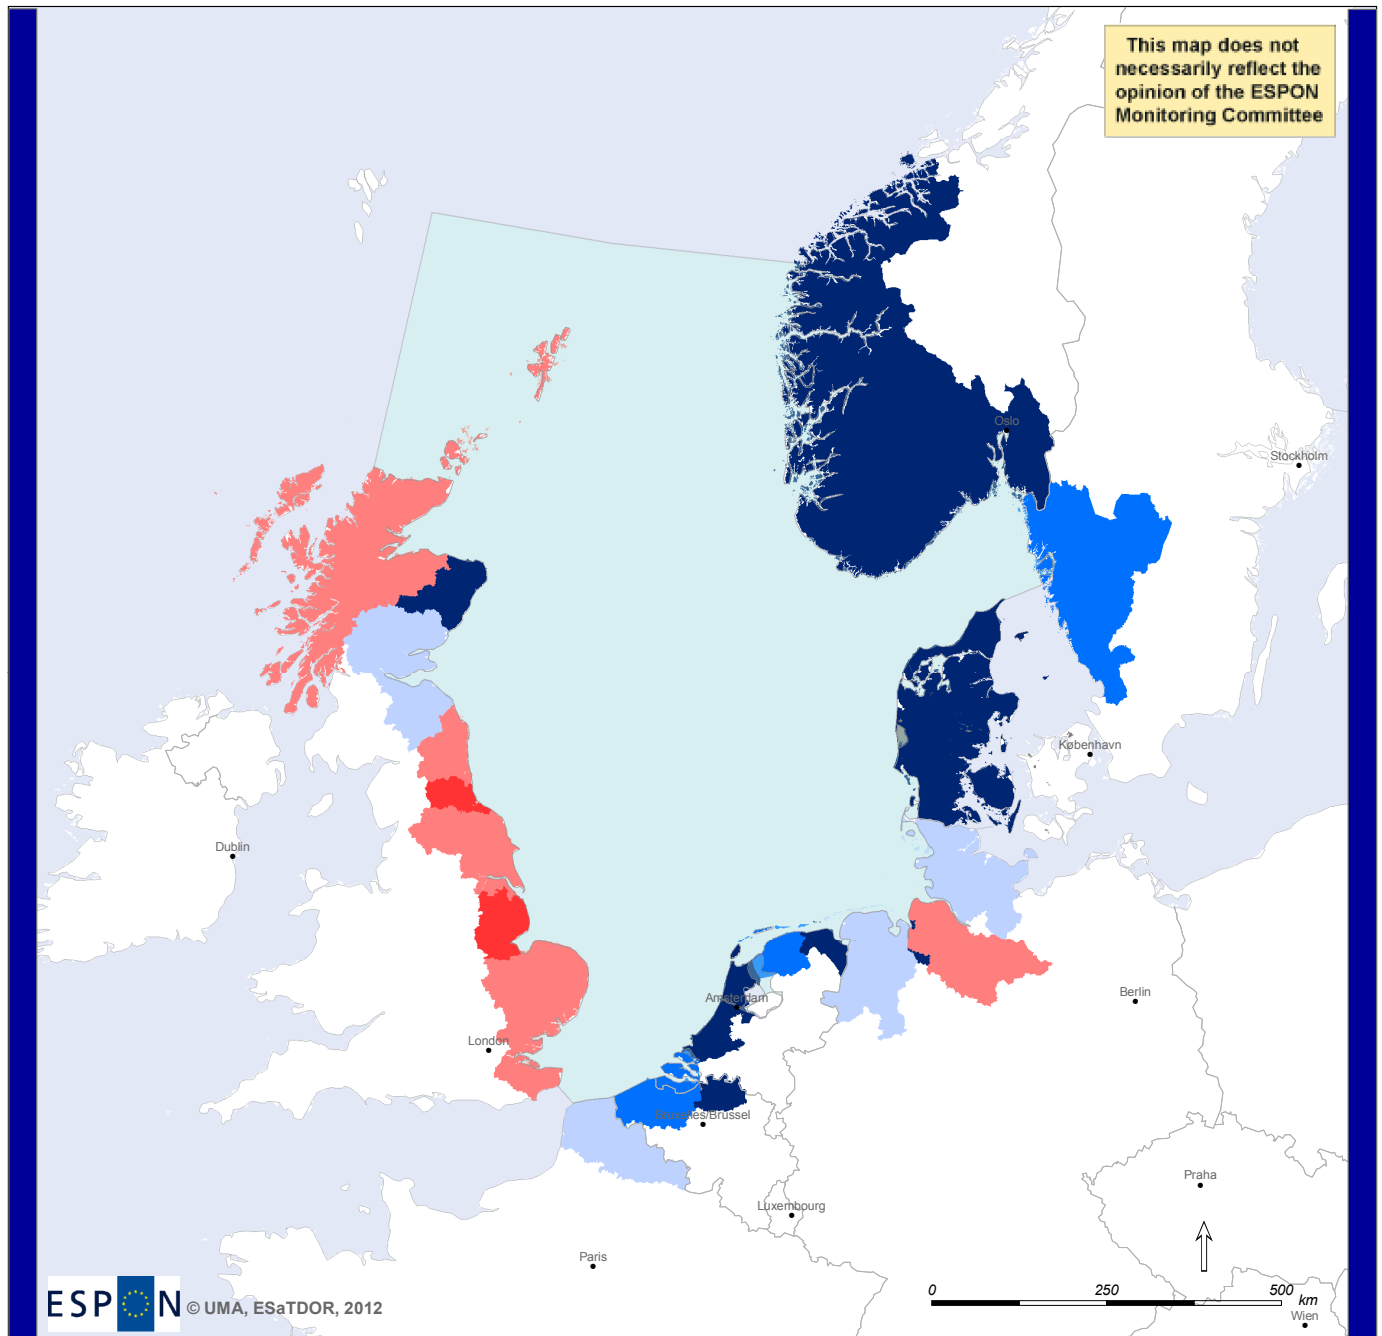 This map does not
necessarily reflect the
opinion of the ESPON
Monitoring Committee
Oslo
Stockholm
København
Dublin
Amsterdam
Berlin
London
Bruxelles/Brussel
Praha
Luxembourg
Paris
0 250 500
km
ESPON © UMA, ESaTDOR, 2012
Wien